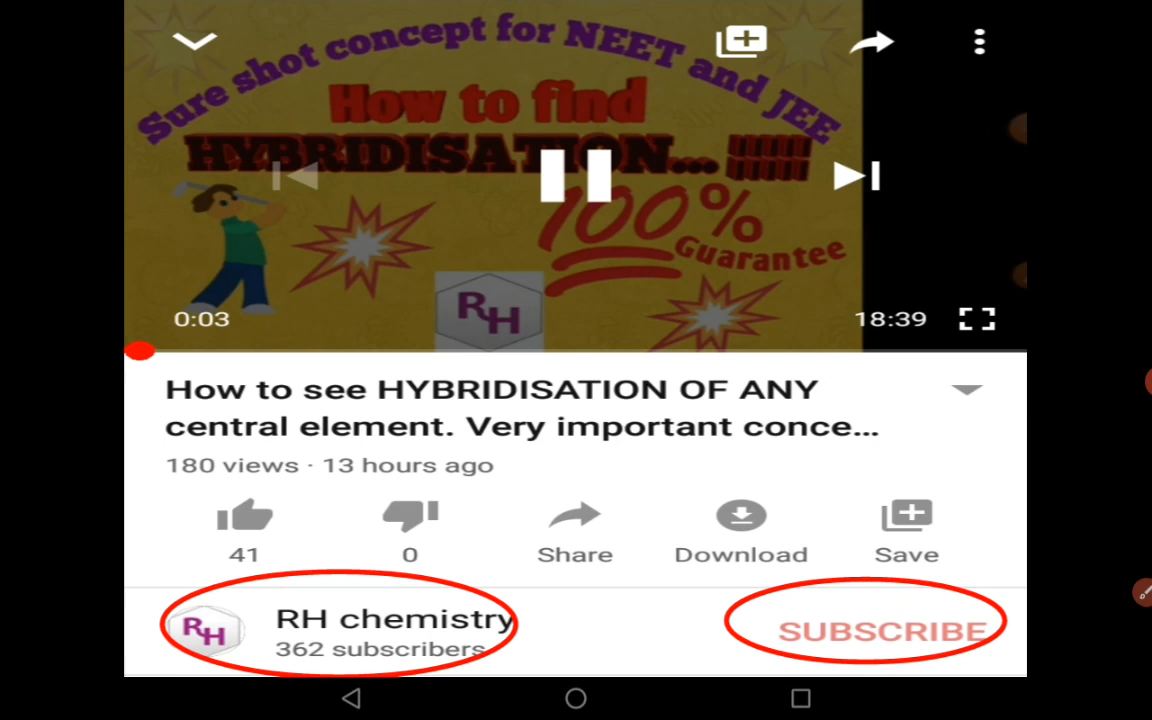 Sure shot concept for NEET and JEE
How to find
HYBRIDISATION...
100%
Guarantee
RH
0:03
18:39
How to see HYBRIDISATION OF ANY
central element. Very important conce...
180 views · 13 hours ago
41
0
Share
Download
Save
RH
RH chemistry
362 subscribers
SUBSCRIBE